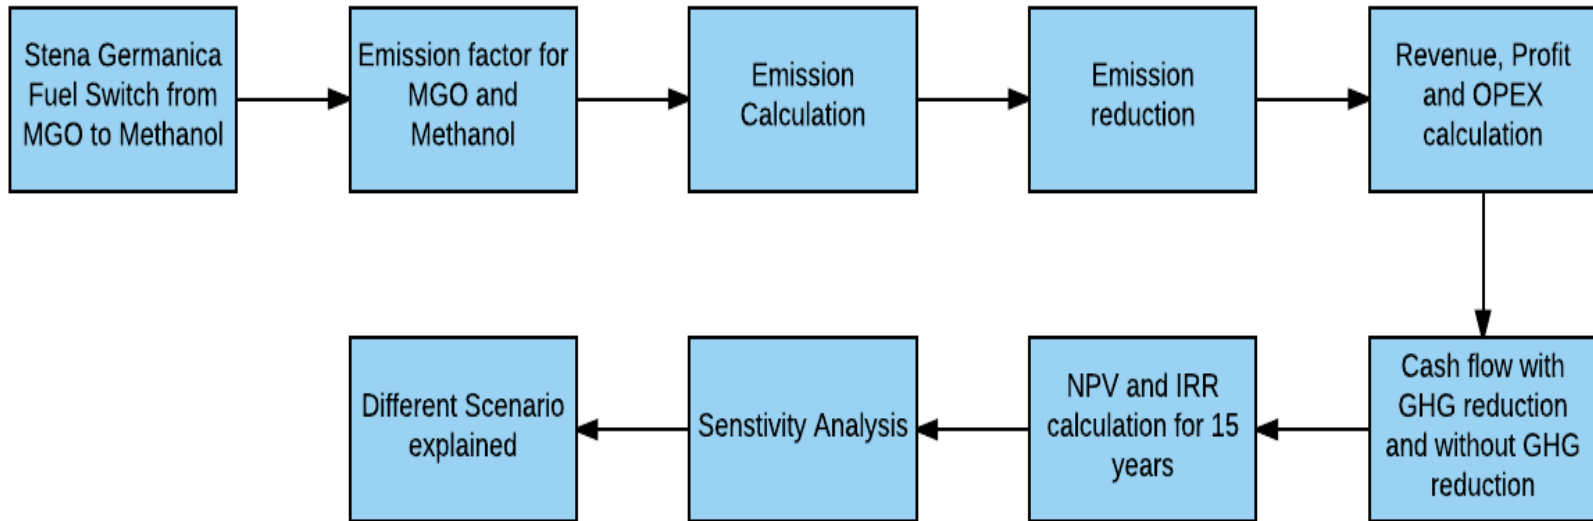 Stena Germanica
Fuel Switch from
MGO to Methanol
Emission factor for
MGO and
Methanol
Emission
Calculation
Emission
reduction
Revenue, Profit
and OPEX
calculation
Cash flow with
GHG reduction
and without GHG
reduction
NPV and IRR
calculation for 15
years
Senstivity Analysis
Different Scenario
explained